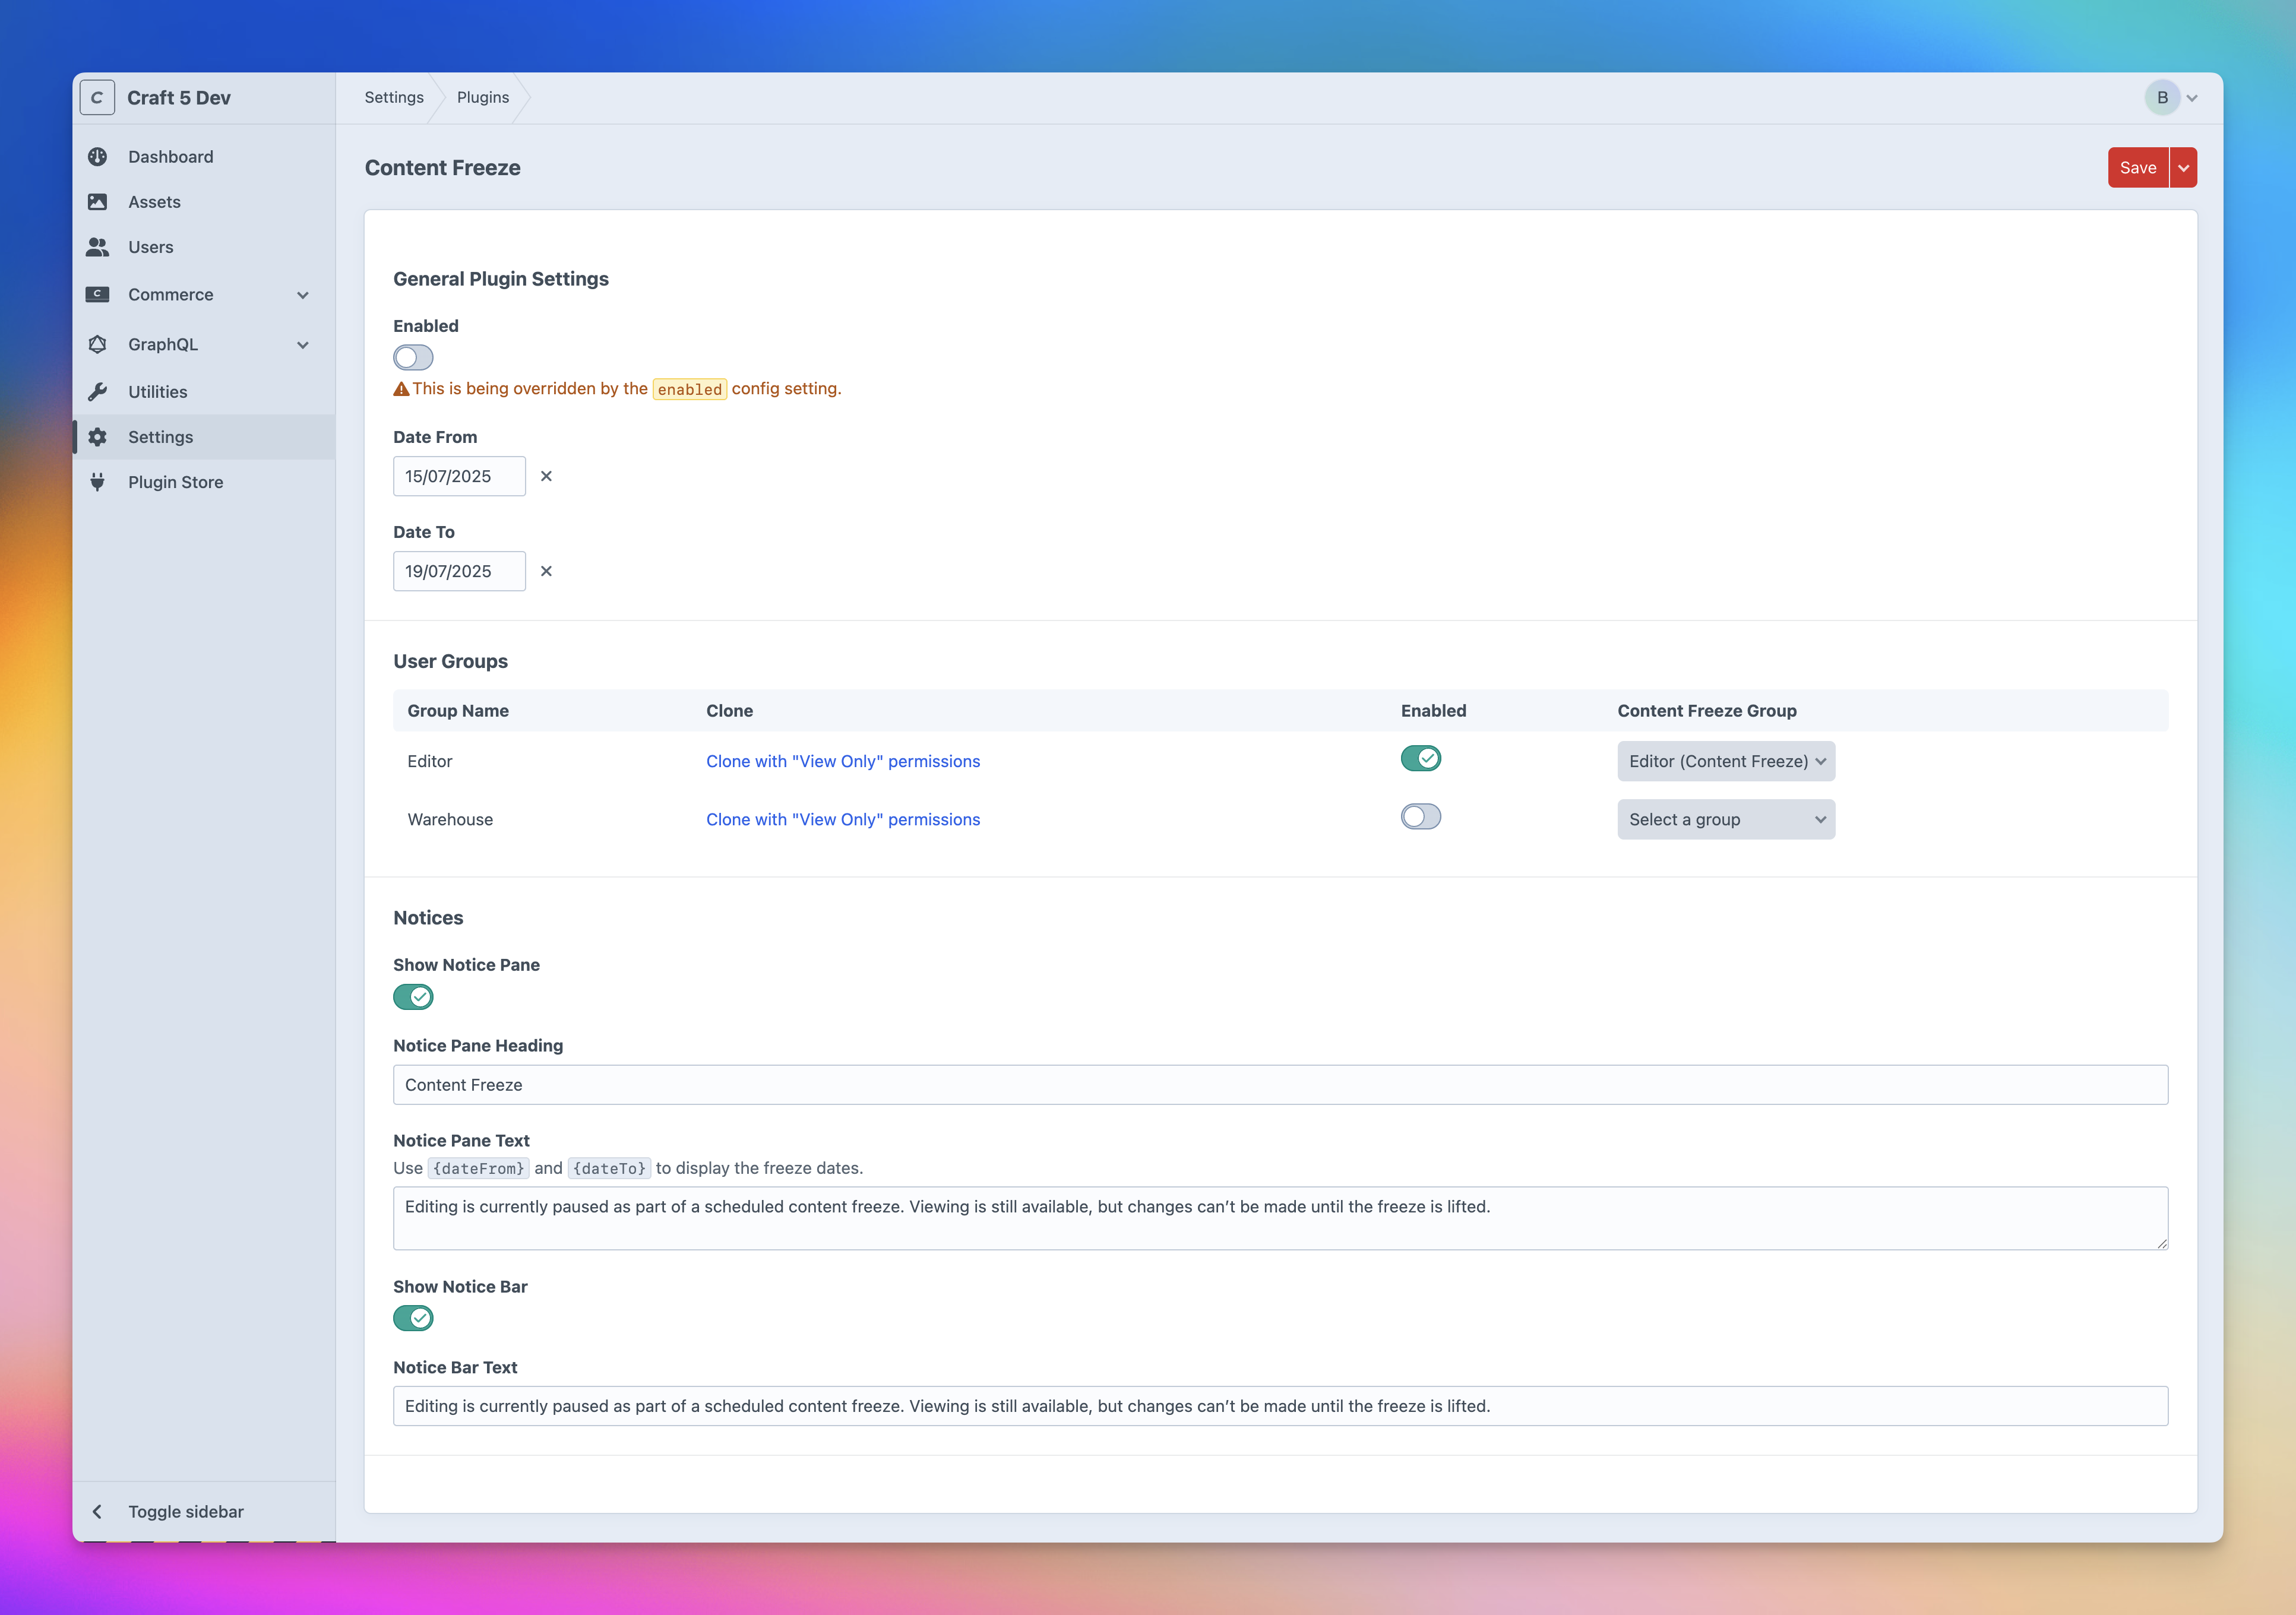 C Craft 5 Dev
Settings Plugins
B
Dashboard
Assets
Users
C Commerce
GraphQL
Utilities
Settings
Plugin Store
Toggle sidebar
Content Freeze
Save
General Plugin Settings
Enabled
This is being overridden by the enabled config setting.
Date From
15/07/2025
Date To
19/07/2025
User Groups
Group Name Clone Enabled Content Freeze Group
Editor Clone with "View Only" permissions Editor (Content Freeze)
Warehouse Clone with "View Only" permissions Select a group
Notices
Show Notice Pane
Notice Pane Heading
Content Freeze
Notice Pane Text
Use {dateFrom} and {dateTo} to display the freeze dates.
Editing is currently paused as part of a scheduled content freeze. Viewing is still available, but changes can’t be made until the freeze is lifted.
Show Notice Bar
Notice Bar Text
Editing is currently paused as part of a scheduled content freeze. Viewing is still available, but changes can’t be made until the freeze is lifted.